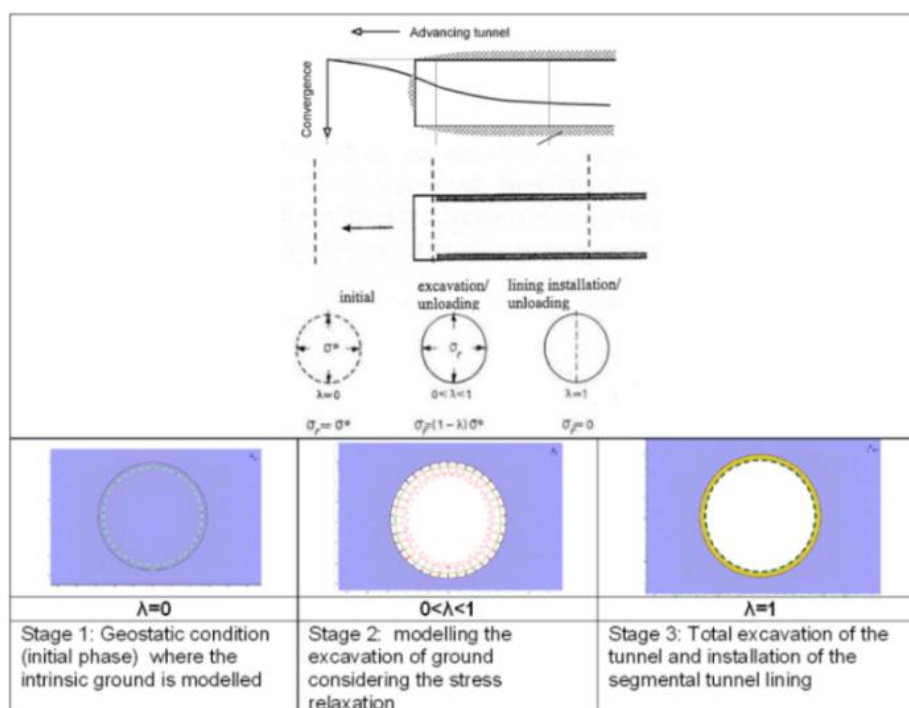 Advancing tunnel
Convergence
initial
excavation/
unloading
lining installation/
unloading
σ°
σr
λ=0
0<λ<1
λ=1
σr= σ°
σr=(1-λ)σ°
σr=0
λ=0
0<λ<1
λ=1
Stage 1: Geostatic condition
(initial phase) where the
intrinsic ground is modelled
Stage 2: modelling the
excavation of ground
considering the stress
relaxation
Stage 3: Total excavation of the
tunnel and installation of the
segmental tunnel lining